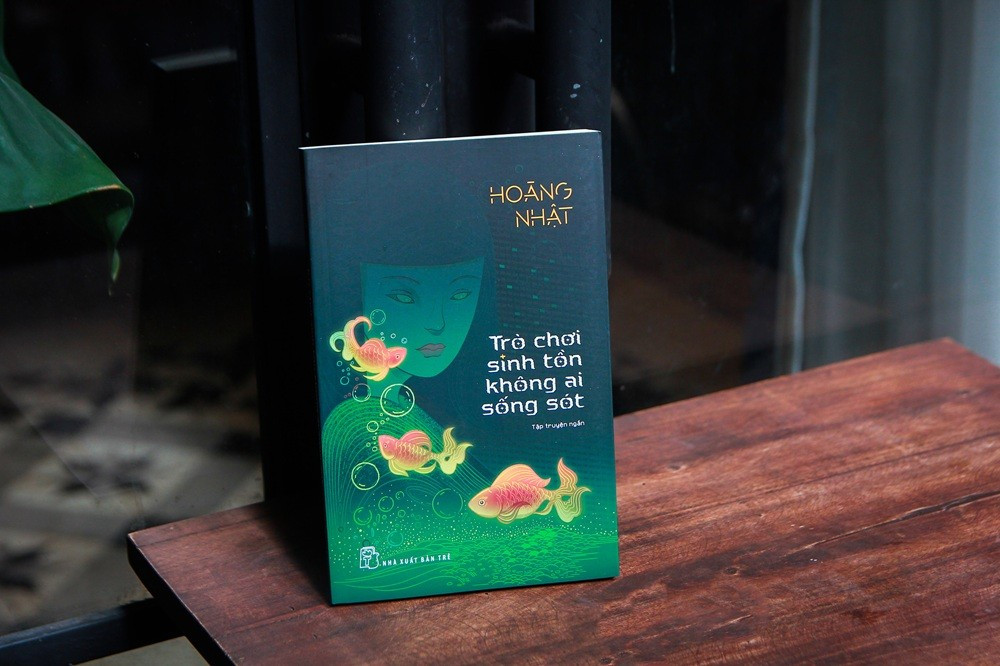 HOÀNG
NHẬT
Trò chơi
sinh tồn
không ai
sống sót
Tập truyện ngắn
NHÀ XUẤT BẢN TRẺ